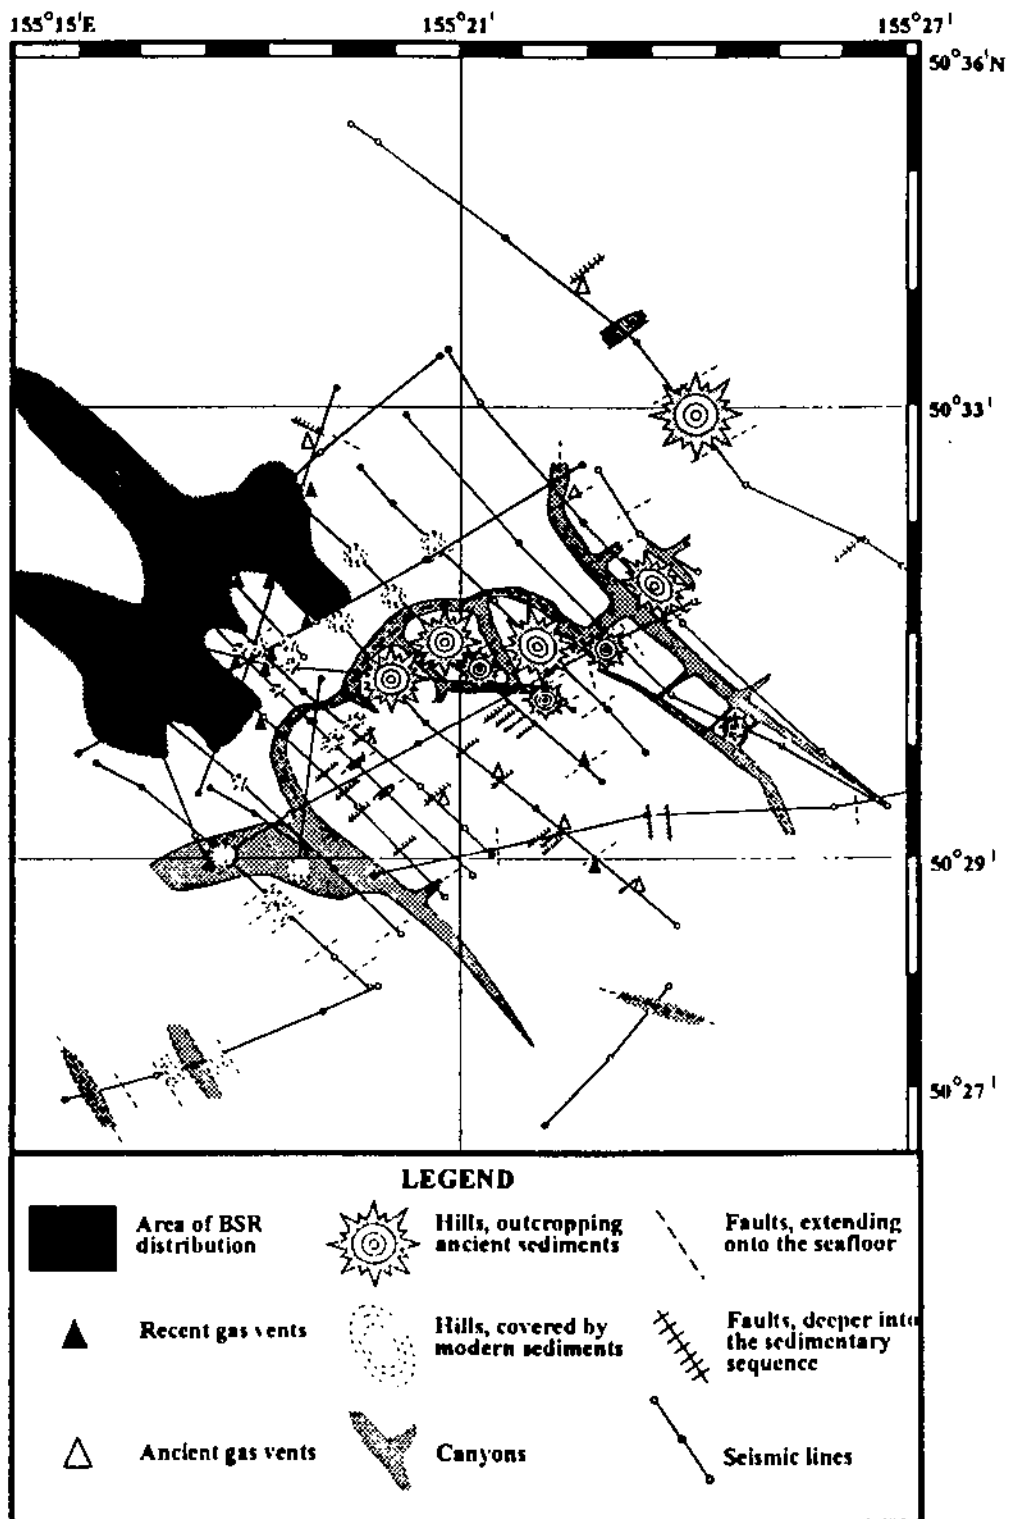 155°15'E 155°21' 155°27'
50°36'N
50°33'
50°29'
50°27'
LEGEND
Area of BSR
distribution
Hills, outcropping
ancient sediments
Faults, extending
onto the seafloor
Recent gas vents
Hills, covered by
modern sediments
Faults, deeper into
the sedimentary
sequence
Ancient gas vents
Canyons
Seismic lines